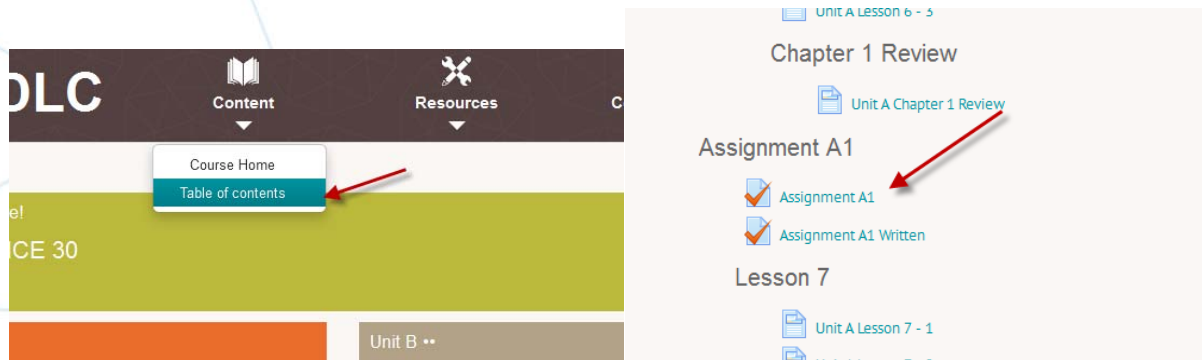 DLC
Content
Resources
C
Course Home
Table of contents
e!
ICE 30
Unit B ••
Unit A Lesson 6 - 3
Chapter 1 Review
Unit A Chapter 1 Review
Assignment A1
Assignment A1
Assignment A1 Written
Lesson 7
Unit A Lesson 7 - 1